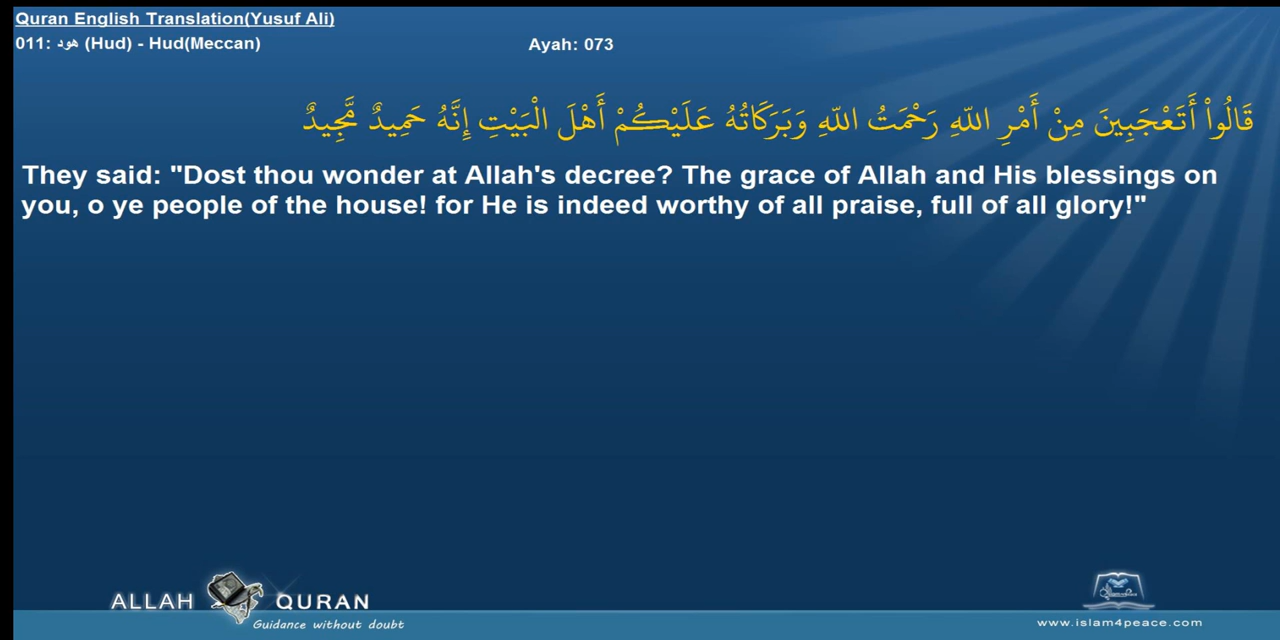 Quran English Translation(Yusuf Ali)
011: هود (Hud) - Hud(Meccan) Ayah: 073
قَالُواْ أَتَعْجَبِينَ مِنْ أَمْرِ اللّهِ رَحْمَتُ اللّهِ وَبَرَكَاتُهُ عَلَيْكُمْ أَهْلَ الْبَيْتِ إِنَّهُ حَمِيدٌ مَّجِيدٌ
They said: "Dost thou wonder at Allah's decree? The grace of Allah and His blessings on
you, o ye people of the house! for He is indeed worthy of all praise, full of all glory!"
ALLAH QURAN
Guidance without doubt
www.islam4peace.com